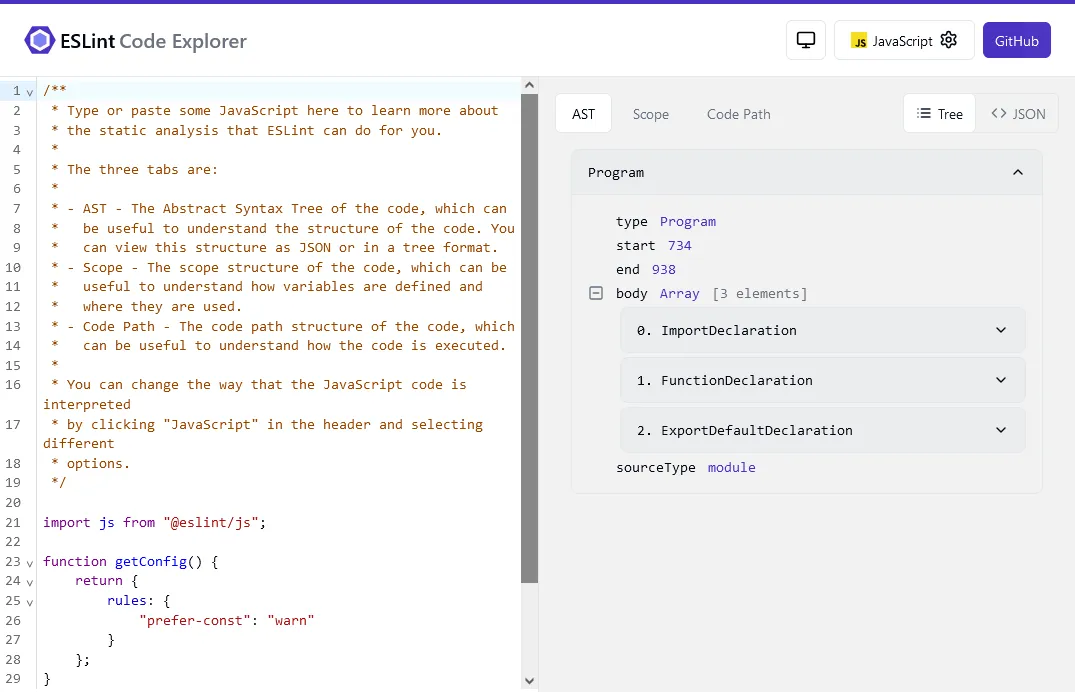 ESLint Code Explorer
JS JavaScript
GitHub
1 /**
2  * Type or paste some JavaScript here to learn more about
3  * the static analysis that ESLint can do for you.
4  *
5  * The three tabs are:
6  *
7  * - AST - The Abstract Syntax Tree of the code, which can
8  *   be useful to understand the structure of the code. You
9  *   can view this structure as JSON or in a tree format.
10  * - Scope - The scope structure of the code, which can be
11  *   useful to understand how variables are defined and
12  *   where they are used.
13  * - Code Path - The code path structure of the code, which
14  *   can be useful to understand how the code is executed.
15  *
16  * You can change the way that the JavaScript code is
interpreted
17  * by clicking "JavaScript" in the header and selecting
different
18  * options.
19  */
20
21 import js from "@eslint/js";
22
23 function getConfig() {
24     return {
25         rules: {
26             "prefer-const": "warn"
27         }
28     };
29 }
AST Scope Code Path
Tree <> JSON
Program
type Program
start 734
end 938
body Array [3 elements]
0. ImportDeclaration
1. FunctionDeclaration
2. ExportDefaultDeclaration
sourceType module